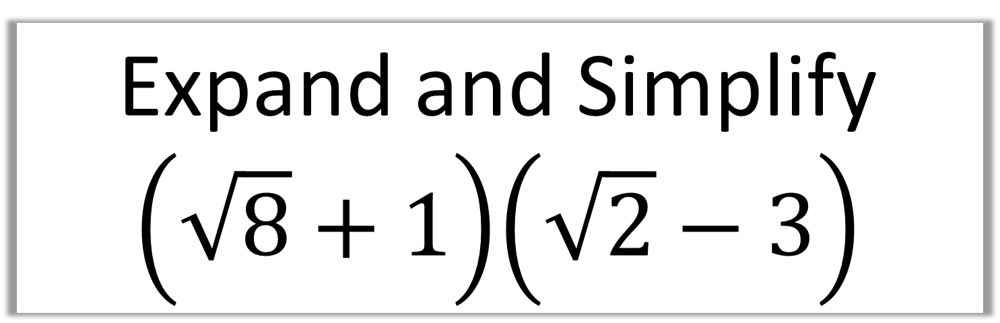 Expand and Simplify
(√8 + 1)(√2 − 3)